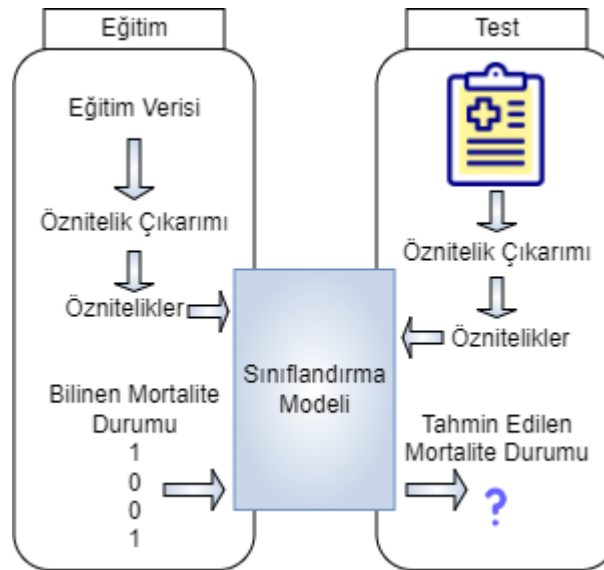 Eğitim
Eğitim Verisi
Öznitelik Çıkarımı
Öznitelikler
Bilinen Mortalite
Durumu
1
0
0
1
Sınıflandırma
Modeli
Test
Öznitelik Çıkarımı
Öznitelikler
Tahmin Edilen
Mortalite Durumu
?